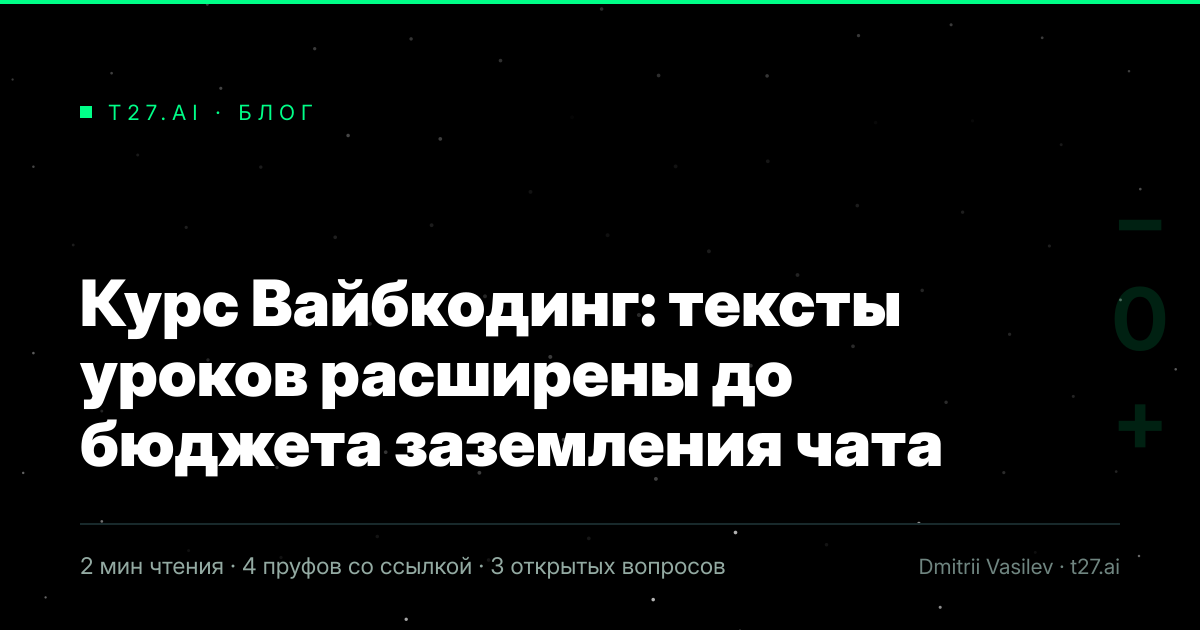 T27.AI · БЛОГ
Курс Вайбкодинг: тексты
уроков расширены до
бюджета заземления чата
−
0
+
2 мин чтения · 4 пруфов со ссылкой · 3 открытых вопросов
Dmitrii Vasilev · t27.ai